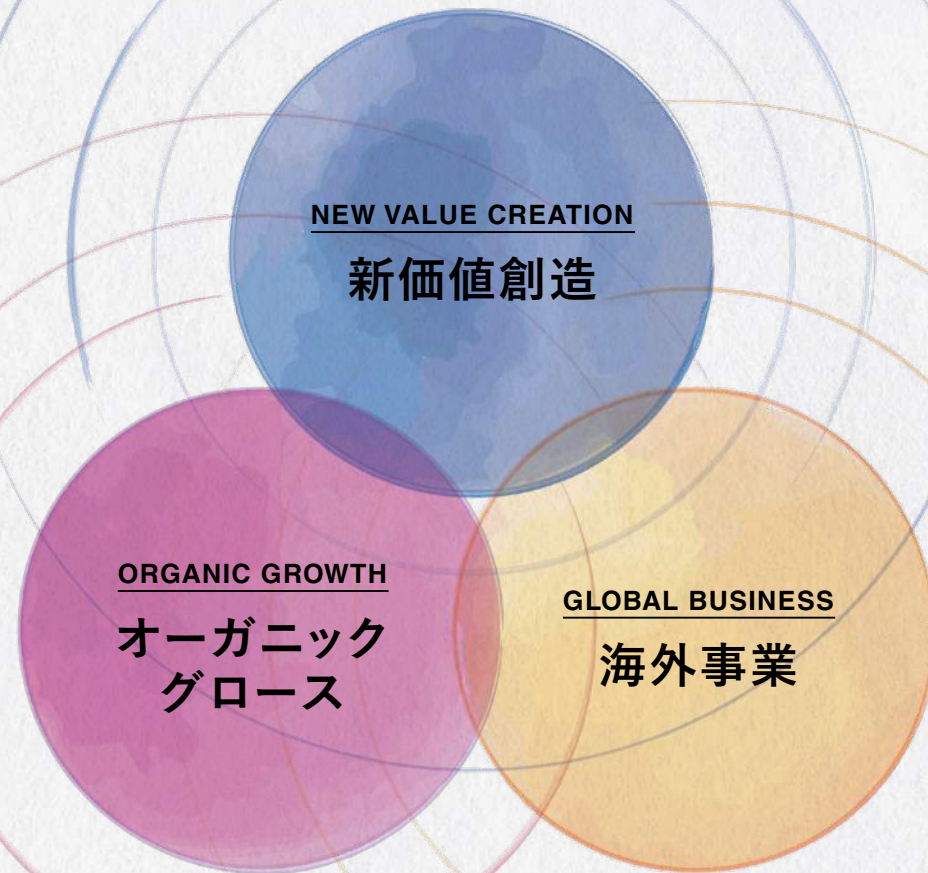 NEW VALUE CREATION
新価値創造
ORGANIC GROWTH
オーガニック
グロース
GLOBAL BUSINESS
海外事業